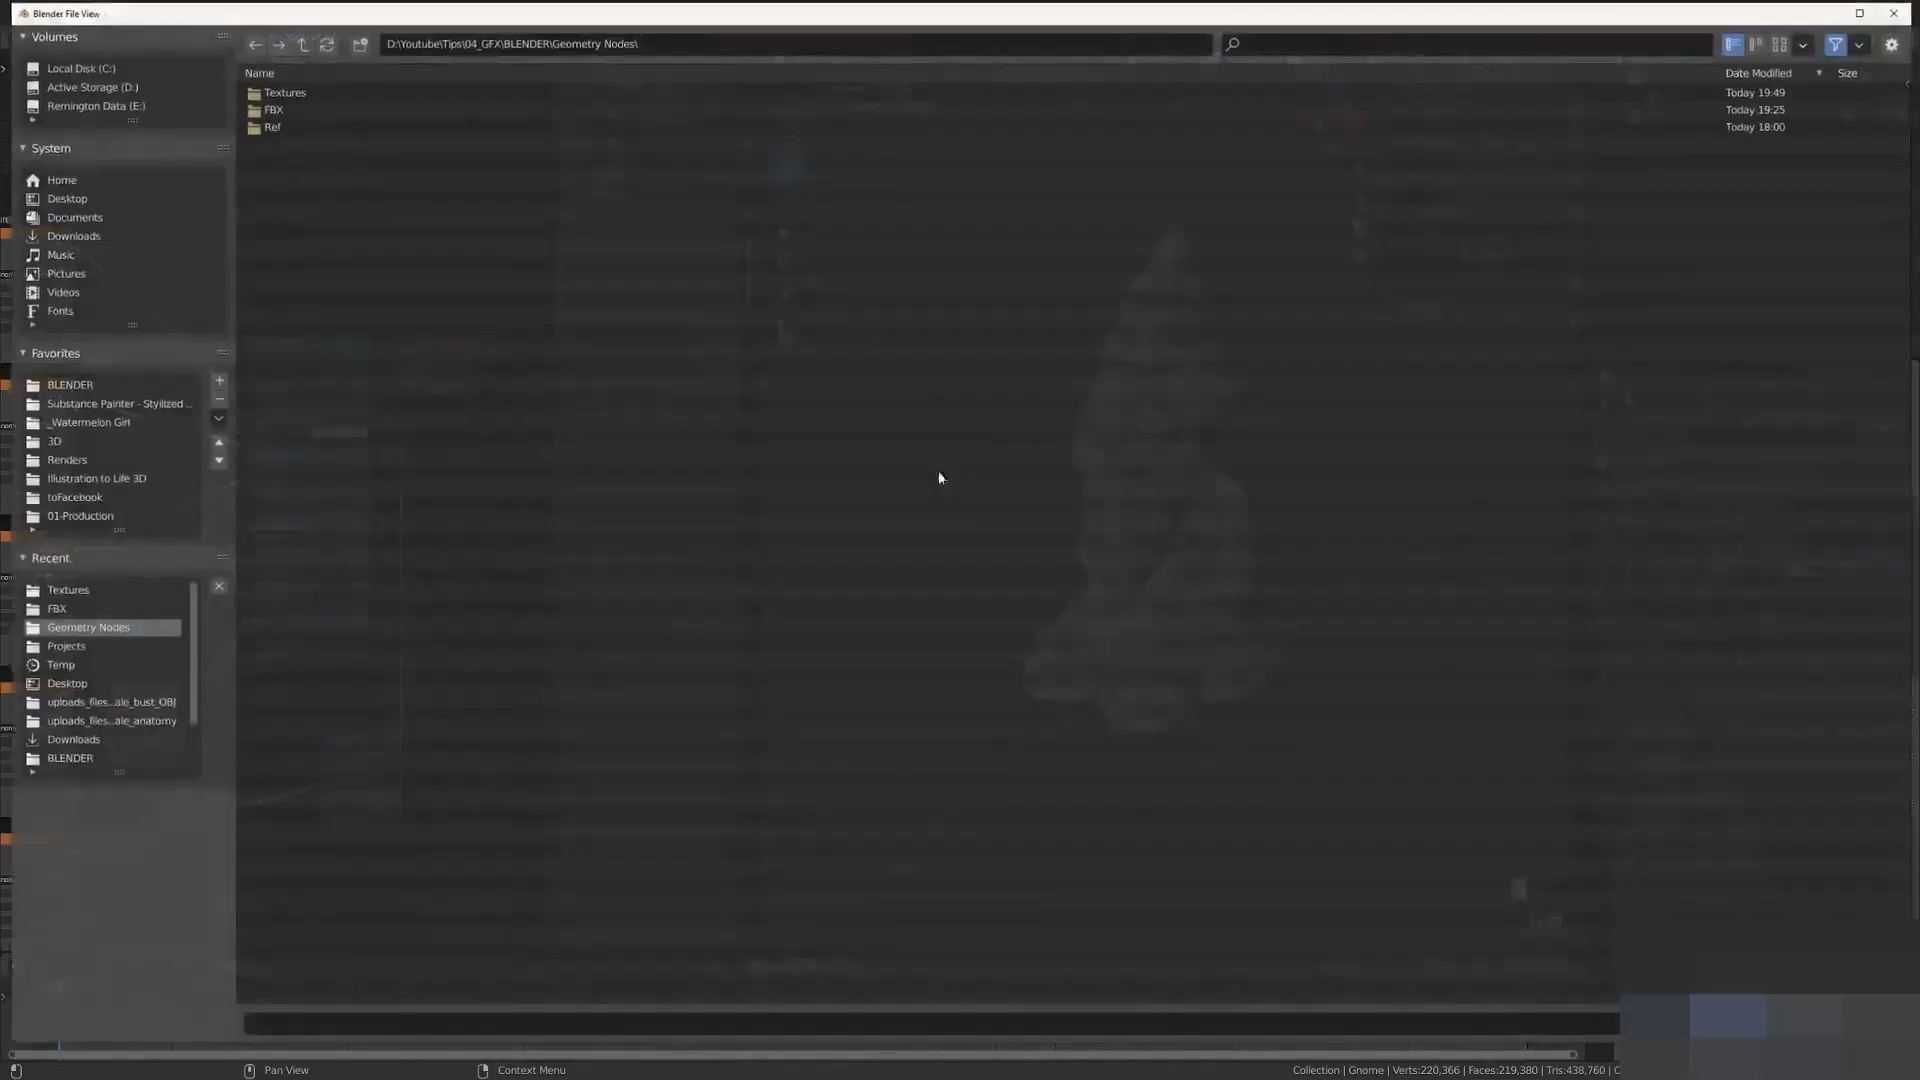 Blender File View
Volumes
D:\Youtube\Tips\04_GFX\BLENDER\Geometry Nodes\
Local Disk (C:)
Active Storage (D:)
Remington Data (E:)
Name
Date Modified
Size
Textures
Today 19:49
FBX
Today 19:25
Ref
Today 18:00
System
Home
Desktop
Documents
Downloads
Music
Pictures
Videos
Fonts
Favorites
BLENDER
Substance Painter - Stylized ...
_Watermelon Girl
3D
Renders
Illustration to Life 3D
toFacebook
01-Production
Recent
Textures
FBX
Geometry Nodes
Projects
Temp
Desktop
uploads_files...ale_bust_OBJ
uploads_files...ale_anatomy
Downloads
BLENDER
Pan View
Context Menu
Collection | Gnome | Verts:220,366 | Faces:219,380 | Tris:438,760 |